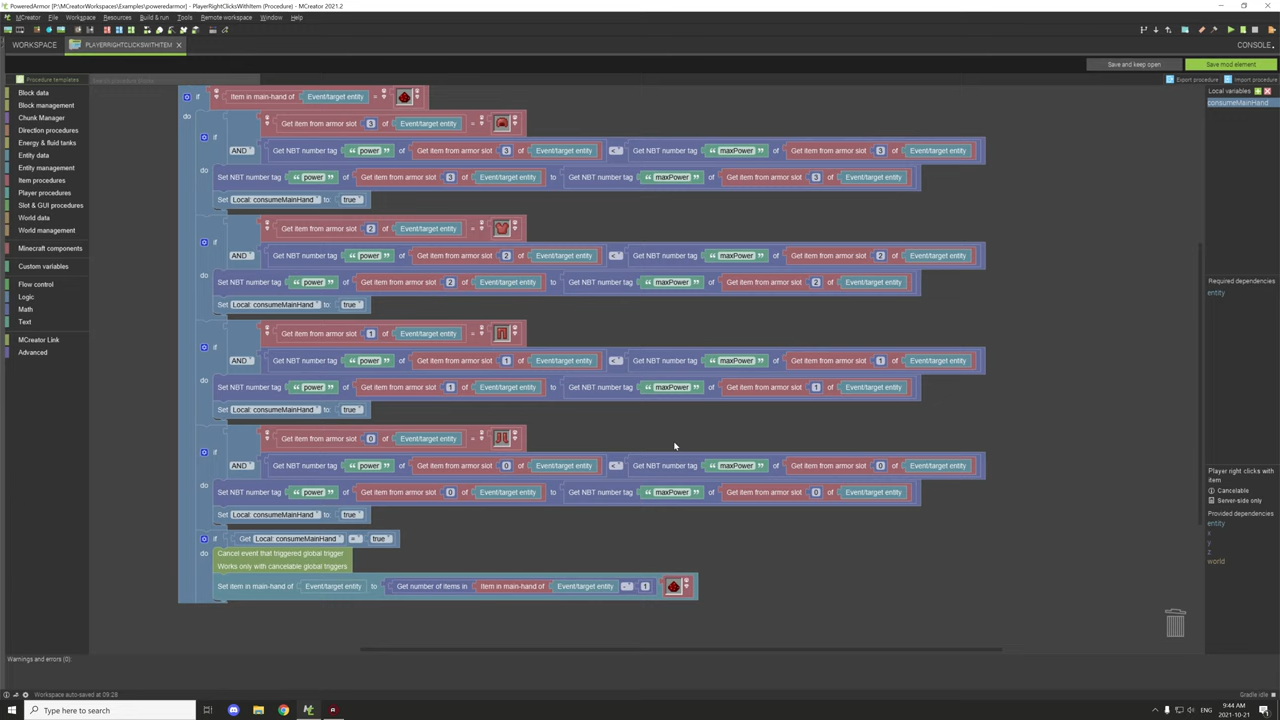 PoweredArmor [P:\MCreatorWorkspaces\Examples\poweredarmor] - PlayerRightClicksWithItem (Procedure) - MCreator 2021.2
MCreator File Workspace Resources Build & run Tools Remote workspace Window Help
WORKSPACE PLAYERRIGHTCLICKSWITHITEM × CONSOLE
Save and keep open Save mod element
Procedure templates
Export procedure Import procedure
Block data
Block management
Chunk Manager
Direction procedures
Energy & fluid tanks
Entity data
Entity management
Item procedures
Player procedures
Slot & GUI procedures
World data
World management
Minecraft components
Custom variables
Flow control
Logic
Math
Text
MCreator Link
Advanced
if Item in main-hand of Event/target entity =
do
if Get item from armor slot 3 of Event/target entity =
AND Get NBT number tag “ power ” of Get item from armor slot 3 of Event/target entity < Get NBT number tag “ maxPower ” of Get item from armor slot 3 of Event/target entity
do Set NBT number tag “ power ” of Get item from armor slot 3 of Event/target entity to Get NBT number tag “ maxPower ” of Get item from armor slot 3 of Event/target entity
Set Local: consumeMainHand to: true
if Get item from armor slot 2 of Event/target entity =
AND Get NBT number tag “ power ” of Get item from armor slot 2 of Event/target entity < Get NBT number tag “ maxPower ” of Get item from armor slot 2 of Event/target entity
do Set NBT number tag “ power ” of Get item from armor slot 2 of Event/target entity to Get NBT number tag “ maxPower ” of Get item from armor slot 2 of Event/target entity
Set Local: consumeMainHand to: true
if Get item from armor slot 1 of Event/target entity =
AND Get NBT number tag “ power ” of Get item from armor slot 1 of Event/target entity < Get NBT number tag “ maxPower ” of Get item from armor slot 1 of Event/target entity
do Set NBT number tag “ power ” of Get item from armor slot 1 of Event/target entity to Get NBT number tag “ maxPower ” of Get item from armor slot 1 of Event/target entity
Set Local: consumeMainHand to: true
if Get item from armor slot 0 of Event/target entity =
AND Get NBT number tag “ power ” of Get item from armor slot 0 of Event/target entity < Get NBT number tag “ maxPower ” of Get item from armor slot 0 of Event/target entity
do Set NBT number tag “ power ” of Get item from armor slot 0 of Event/target entity to Get NBT number tag “ maxPower ” of Get item from armor slot 0 of Event/target entity
Set Local: consumeMainHand to: true
if Get Local: consumeMainHand = true
do Cancel event that triggered global trigger
Works only with cancelable global triggers
Set item in main-hand of Event/target entity to Get number of items in Item in main-hand of Event/target entity - 1
Local variables
consumeMainHand
Required dependencies
entity
Player right clicks with item
Cancelable
Server-side only
Provided dependencies
entity
x
y
z
world
Warnings and errors (0):
Workspace auto-saved at 09:28
Gradle idle
Type here to search
ENG
9:44 AM
2021-10-21